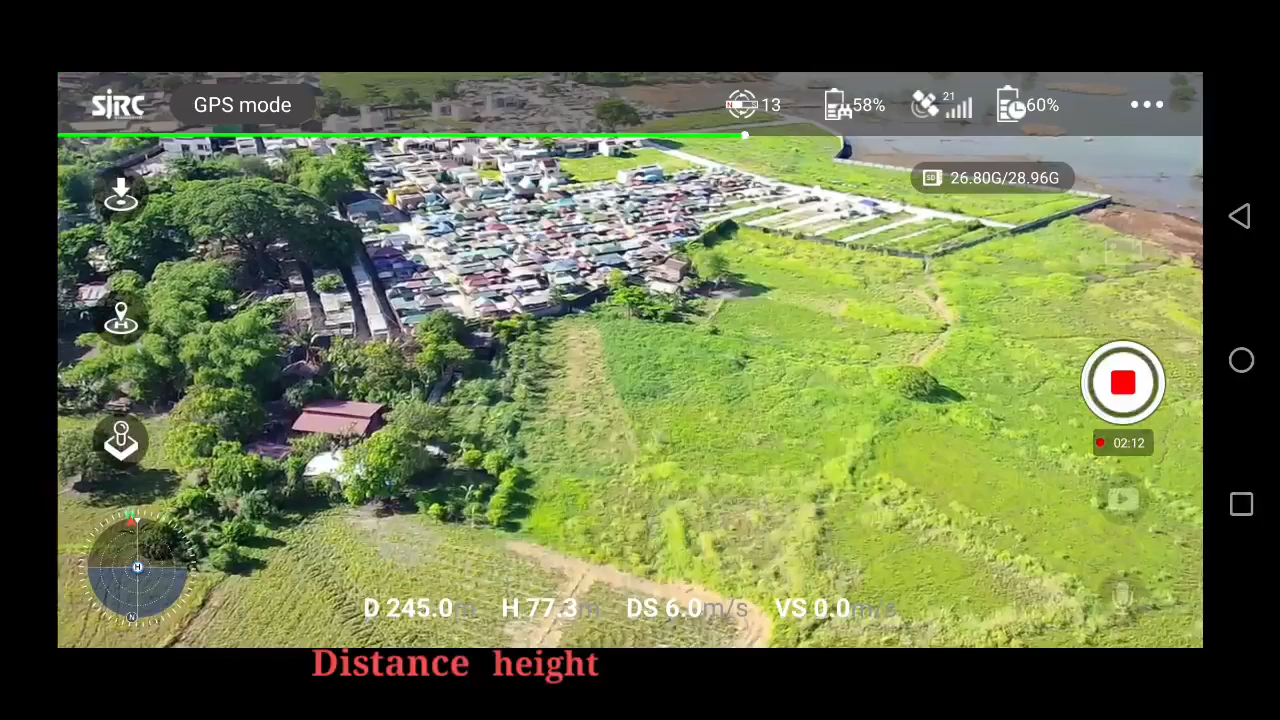 SJRC
GPS mode
13
58%
21
60%
SD 26.80G/28.96G
02:12
H
N
D 245.0m H 77.3m DS 6.0m/s VS 0.0m/s
Distance height